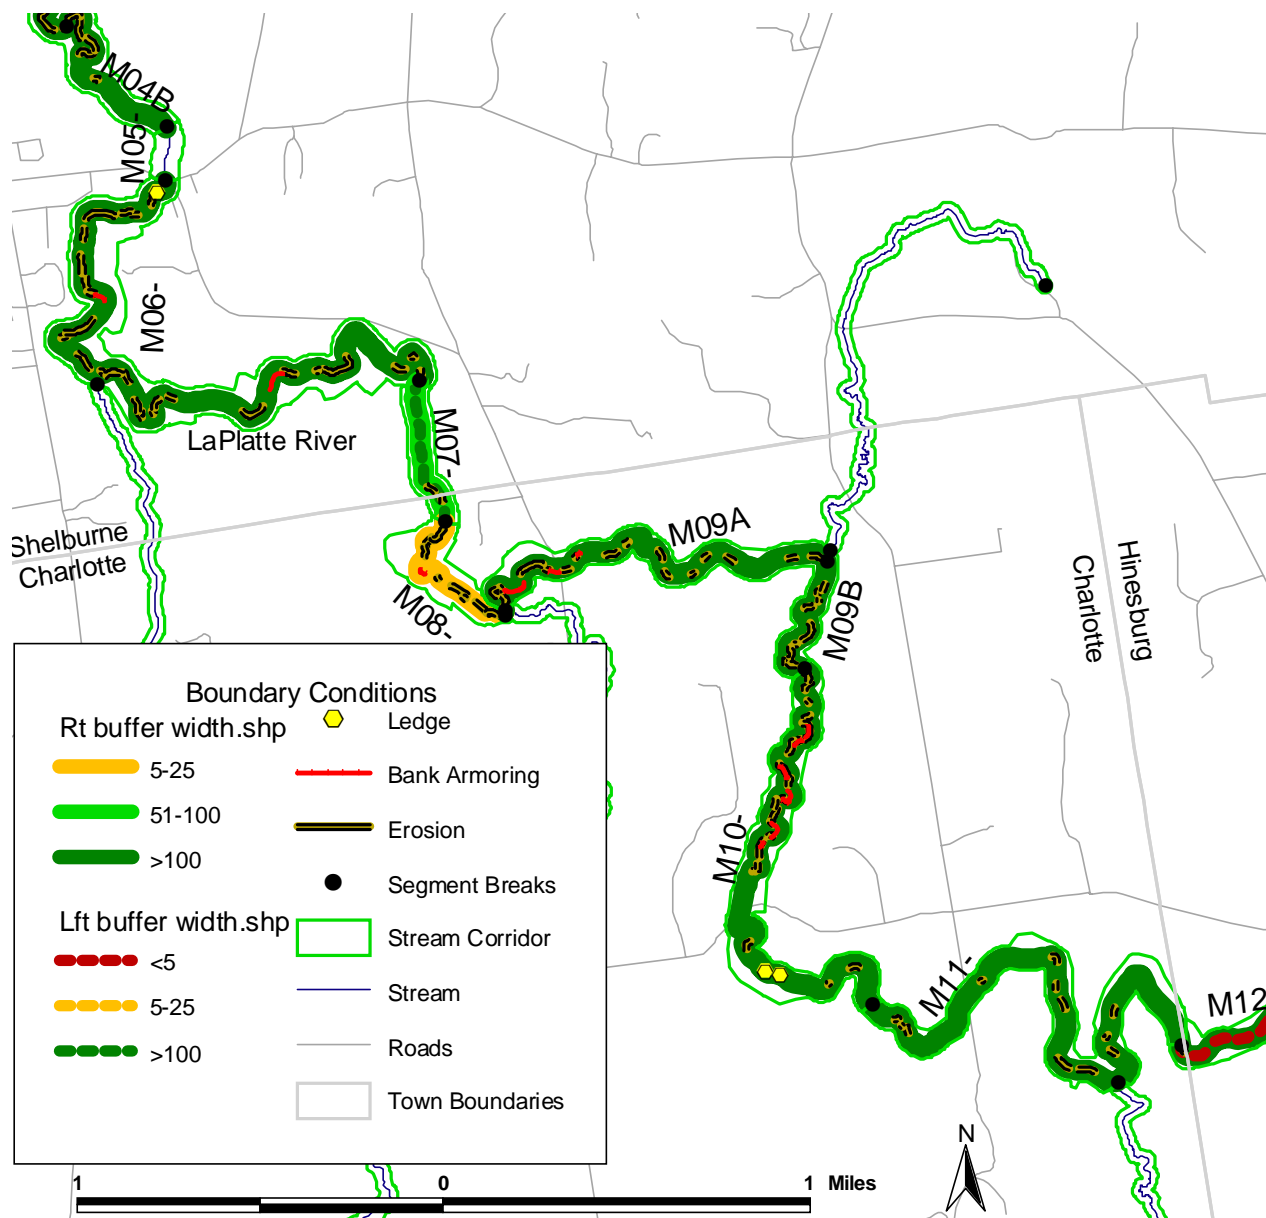 M04B
M05-
M06-
LaPlatte River
M07-
Shelburne
Charlotte
M08-
M09A
M09B
Hinesburg
Charlotte
M10-
M11-
M12
Boundary Conditions
Rt buffer width.shp
5-25
51-100
>100
Lft buffer width.shp
<5
5-25
>100
Ledge
Bank Armoring
Erosion
Segment Breaks
Stream Corridor
Stream
Roads
Town Boundaries
N
1 0 1 Miles